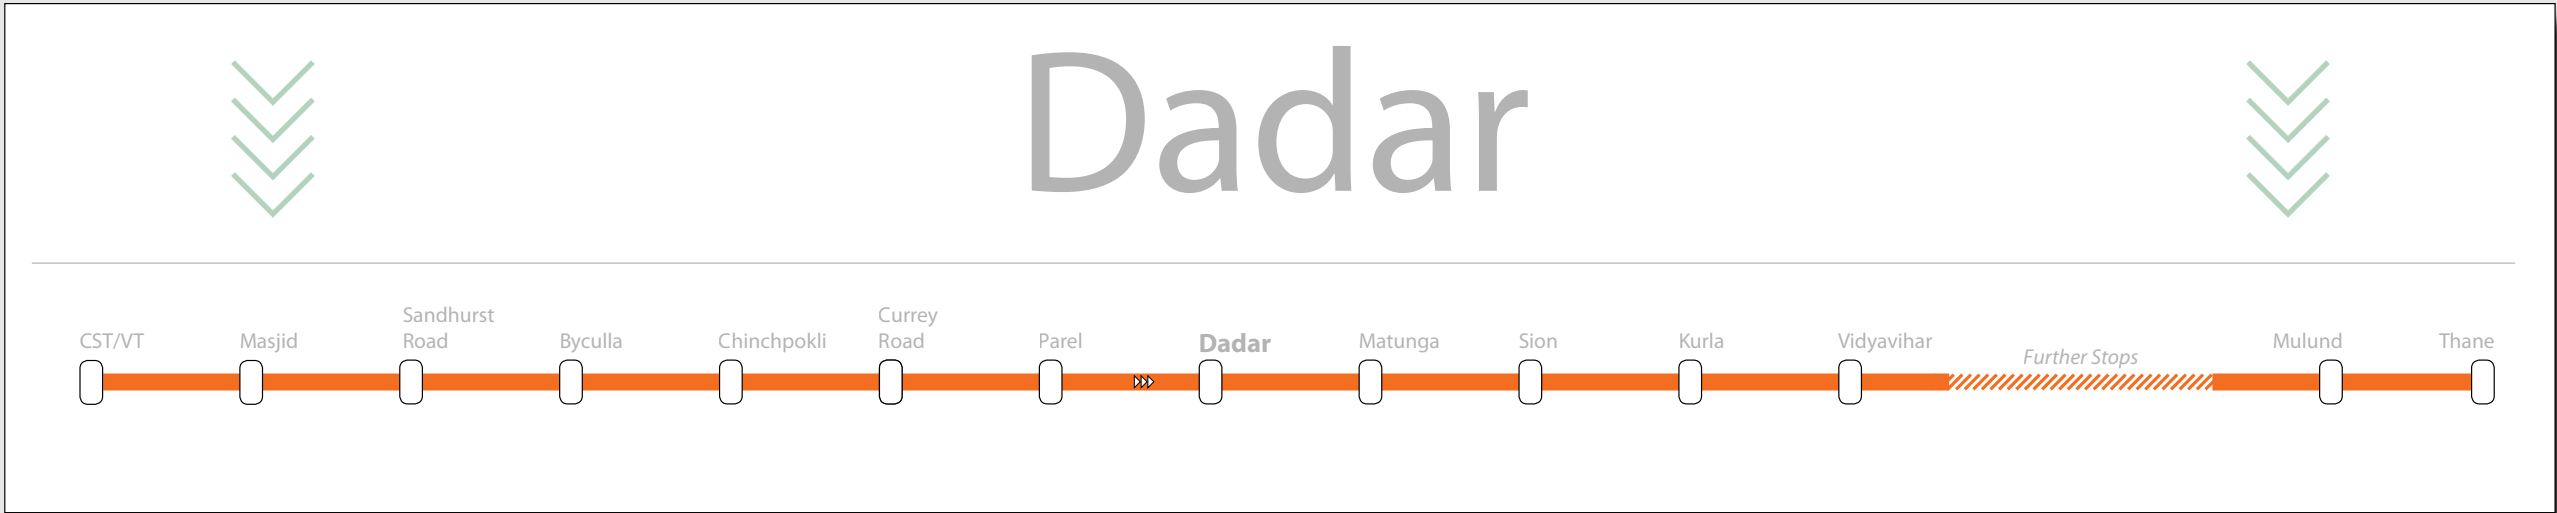 Dadar
CST/VT
Masjid
Sandhurst
Road
Byculla
Chinchpokli
Currey
Road
Parel
Dadar
Matunga
Sion
Kurla
Vidyavihar
Further Stops
Mulund
Thane